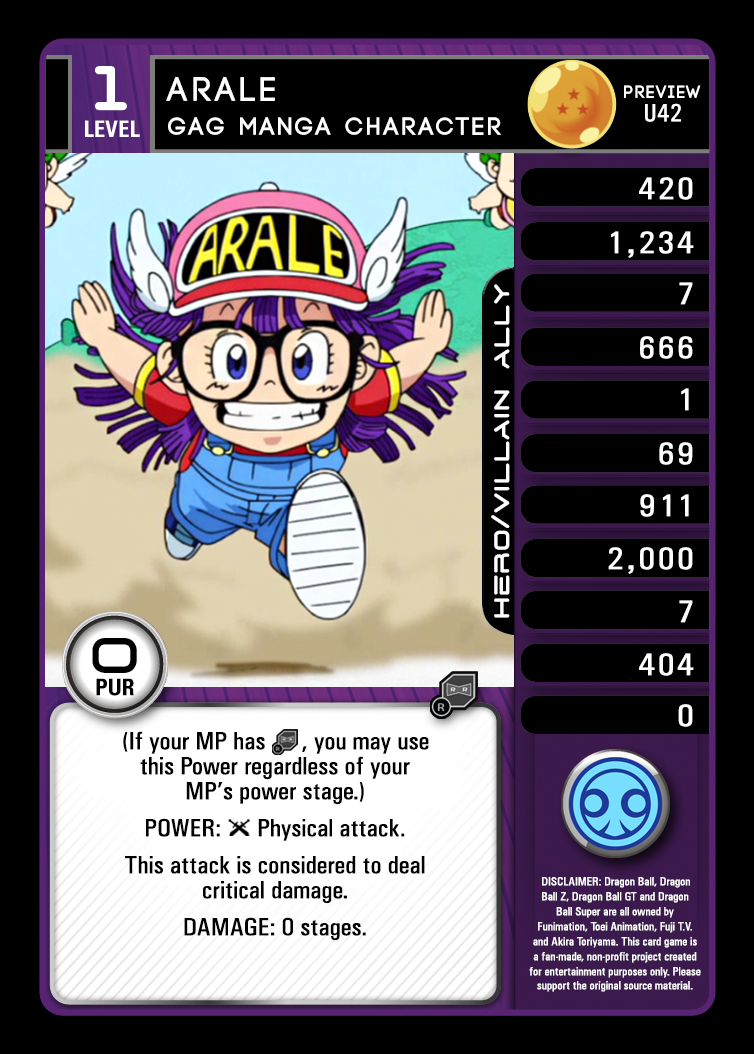 1
LEVEL
ARALE
GAG MANGA CHARACTER
PREVIEW
U42
ARALE
HERO/VILLAIN ALLY
420
1,234
7
666
1
69
911
2,000
7
404
0
0
PUR
R R
R
(If your MP has , you may use
this Power regardless of your
MP's power stage.)
POWER: Physical attack.
This attack is considered to deal
critical damage.
DAMAGE: 0 stages.
DISCLAIMER: Dragon Ball, Dragon
Ball Z, Dragon Ball GT and Dragon
Ball Super are all owned by
Funimation, Toei Animation, Fuji T.V.
and Akira Toriyama. This card game is
a fan-made, non-profit project created
for entertainment purposes only. Please
support the original source material.